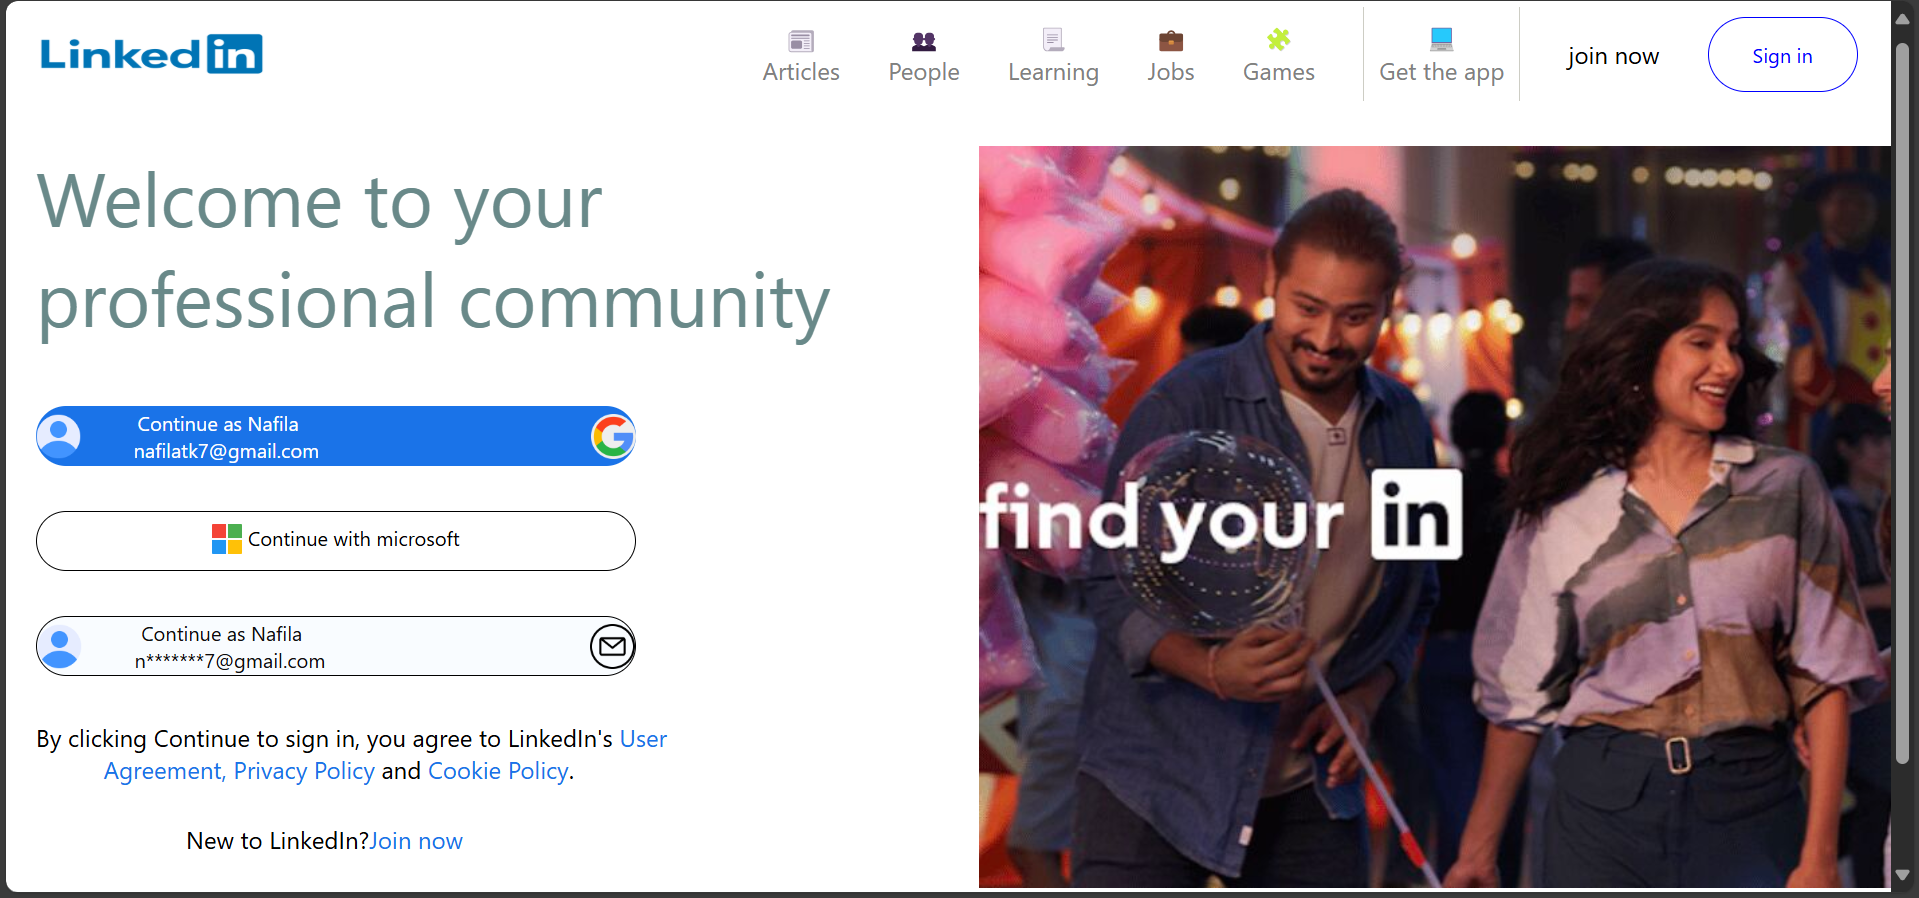 Linked in
Articles
People
Learning
Jobs
Games
Get the app
join now
Sign in
Welcome to your
professional community
Continue as Nafila
nafilatk7@gmail.com
Continue with microsoft
Continue as Nafila
n*******7@gmail.com
By clicking Continue to sign in, you agree to LinkedIn's User
Agreement, Privacy Policy and Cookie Policy.
New to LinkedIn?Join now
find your in